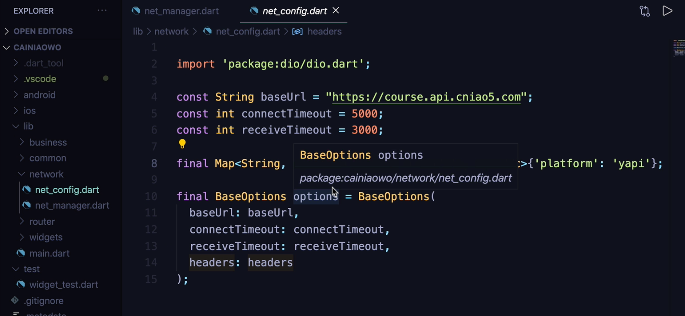 EXPLORER
···
net_manager.dart
net_config.dart
OPEN EDITORS
CAINIAOWO
.dart_tool
.vscode
android
ios
lib
business
common
network
net_config.dart
net_manager.dart
router
widgets
main.dart
test
widget_test.dart
.gitignore
.metadata
lib > network > net_config.dart > headers
1
2 import 'package:dio/dio.dart';
3
4 const String baseUrl = "https://course.api.cniao5.com";
5 const int connectTimeout = 5000;
6 const int receiveTimeout = 3000;
7
BaseOptions options
8 final Map<String, c>{'platform': 'yapi'};
package:cainiaowo/network/net_config.dart
9
10 final BaseOptions options = BaseOptions(
11 baseUrl: baseUrl,
12 connectTimeout: connectTimeout,
13 receiveTimeout: receiveTimeout,
14 headers: headers
15 );